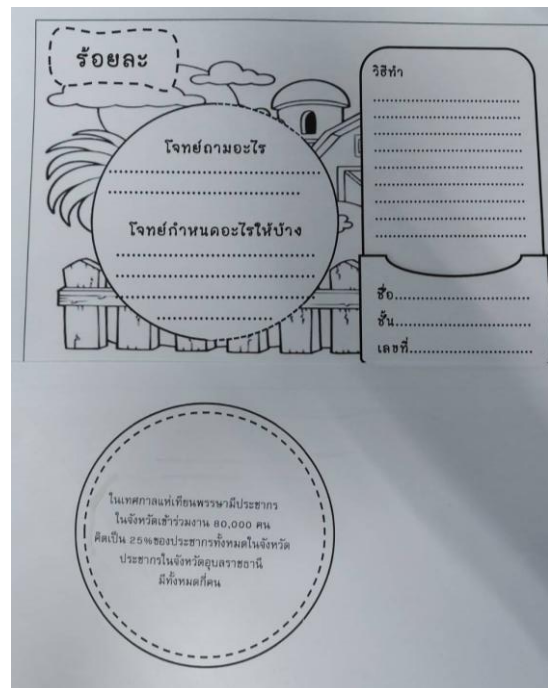 ร้อยละ
โจทย์ถามอะไร
โจทย์กำหนดอะไรให้บ้าง
วิธีทำ
ชื่อ
ชั้น
เลขที่
ในเทศกาลแห่เทียนพรรษามีประชากร
ในจังหวัดเข้าร่วมงาน 80,000 คน
คิดเป็น 25%ของประชากรทั้งหมดในจังหวัด
ประชากรในจังหวัดอุบลราชธานี
มีทั้งหมดกี่คน